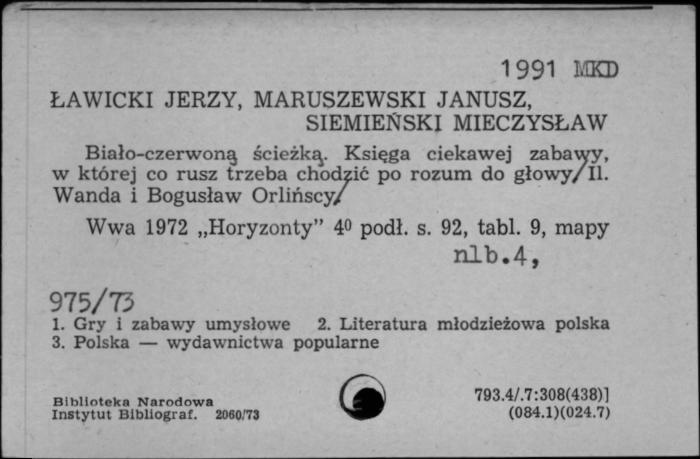 1991 MKD
ŁAWICKI JERZY, MARUSZEWSKI JANUSZ,
SIEMIEŃSKI MIECZYSŁAW
Biało-czerwoną ścieżką. Księga ciekawej zabawy,
w której co rusz trzeba chodzić po rozum do głowy/Il.
Wanda i Bogusław Orlińscy/
Wwa 1972 „Horyzonty” 4⁰ podł. s. 92, tabl. 9, mapy
nlb.4,
975/73
1. Gry i zabawy umysłowe 2. Literatura młodzieżowa polska
3. Polska — wydawnictwa popularne
Biblioteka Narodowa
Instytut Bibliograf. 2060/73
793.4/.7:308(438)]
(084.1)(024.7)